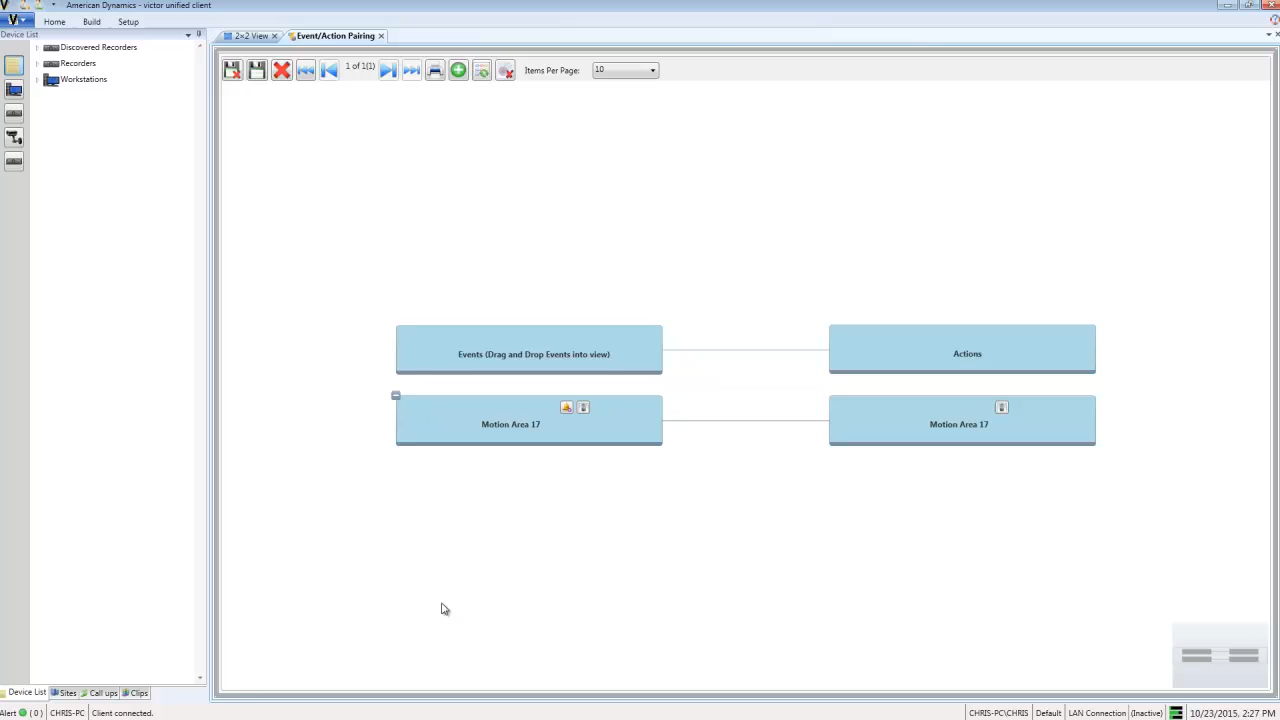 American Dynamics - victor unified client
Home Build Setup
Device List
2×2 View
Event/Action Pairing
Discovered Recorders
Recorders
Workstations
1 of 1(1)
Items Per Page: 10
Events (Drag and Drop Events into view)
Actions
Motion Area 17
Motion Area 17
Device List Sites Call ups Clips
Alert ( 0 ) CHRIS-PC Client connected.
CHRIS-PC\CHRIS Default LAN Connection (Inactive) 10/23/2015, 2:27 PM